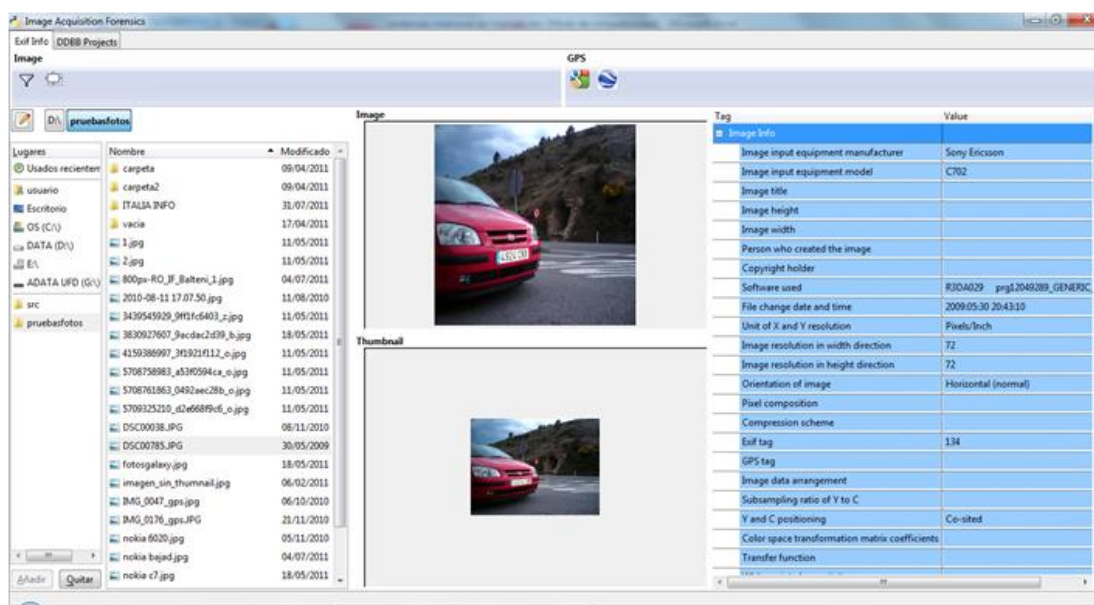 Image Acquisition Forensics
Exif Info DDBB Projects
Image GPS
D:\ pruebasfotos
Lugares
Usados recientem
usuario
Escritorio
OS (C:\)
DATA (D:\)
E:\
ADATA UFD (G:\)
src
pruebasfotos
Añadir Quitar
Nombre Modificado
carpeta 09/04/2011
carpeta2 09/04/2011
ITALIA INFO 31/07/2011
vacia 17/04/2011
1.jpg 11/05/2011
2.jpg 11/05/2011
800px-RO_IF_Balteni_1.jpg 04/07/2011
2010-08-11 17.07.50.jpg 11/08/2010
3439545929_9ff1fc6403_z.jpg 11/05/2011
3830927607_9acdac2d39_b.jpg 18/05/2011
4159386997_3f1921f112_o.jpg 11/05/2011
5708758983_a53f0594ca_o.jpg 11/05/2011
5708761863_0492aec28b_o.jpg 11/05/2011
5709325210_d2e668f9c6_o.jpg 11/05/2011
DSC00038.JPG 08/11/2010
DSC00785.JPG 30/05/2009
fotosgalaxy.jpg 18/05/2011
imagen_sin_thumnail.jpg 06/02/2011
IMG_0047_gps.jpg 06/10/2010
IMG_0176_gps.JPG 21/11/2010
nokia 6020.jpg 05/11/2010
nokia bajad.jpg 04/07/2011
nokia c7.jpg 18/05/2011
Image
Thumbnail
Tag Value
Image Info
Image input equipment manufacturer Sony Ericsson
Image input equipment model C702
Image title
Image height
Image width
Person who created the image
Copyright holder
Software used R3DA029 prg12049289_GENERIC_
File change date and time 2009:05:30 20:43:10
Unit of X and Y resolution Pixels/Inch
Image resolution in width direction 72
Image resolution in height direction 72
Orientation of image Horizontal (normal)
Pixel composition
Compression scheme
Exif tag 134
GPS tag
Image data arrangement
Subsampling ratio of Y to C
Y and C positioning Co-sited
Color space transformation matrix coefficients
Transfer function